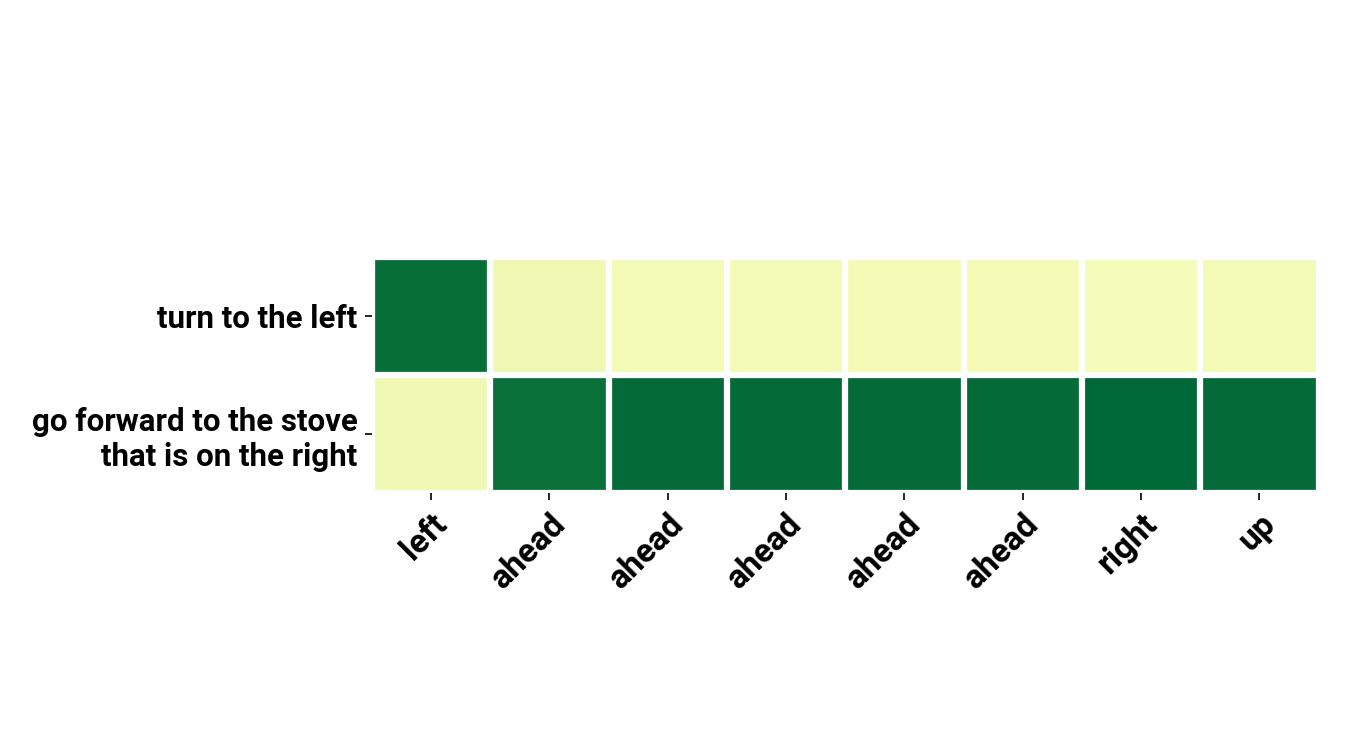 turn to the left
go forward to the stove
that is on the right
left
ahead
ahead
ahead
ahead
ahead
right
up